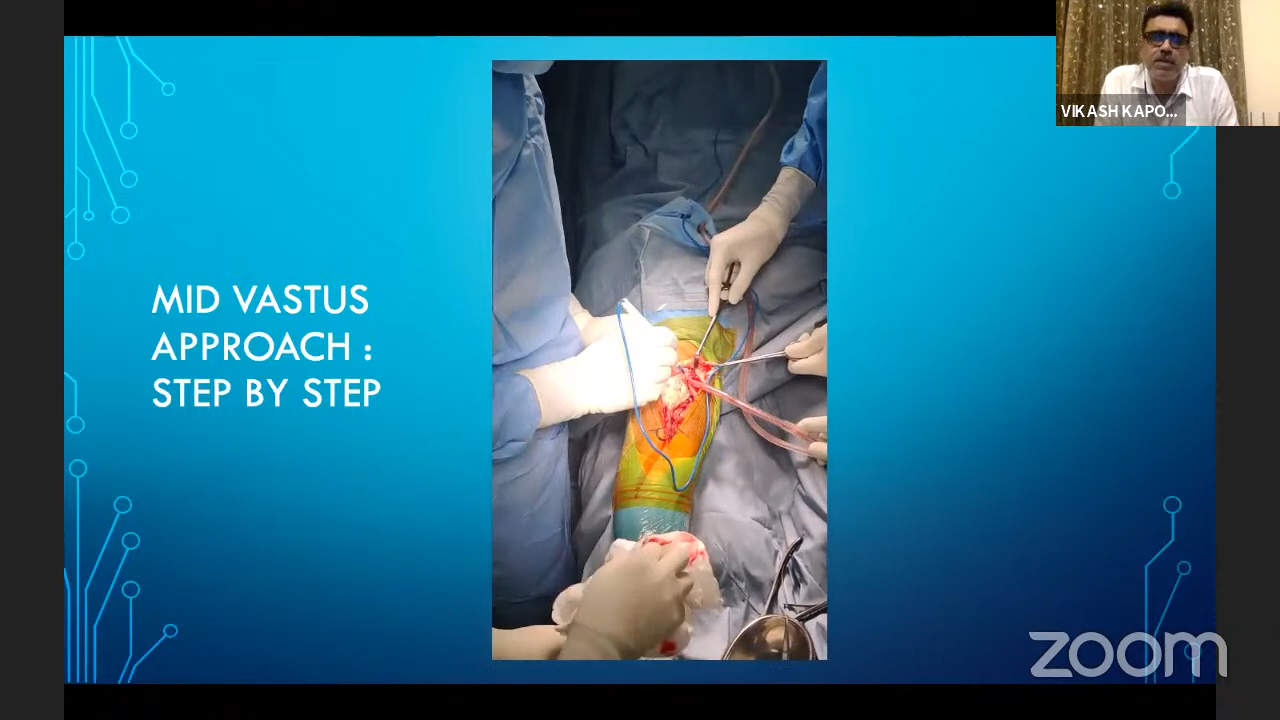 VIKASH KAPO...
MID VASTUS
APPROACH :
STEP BY STEP
zoom